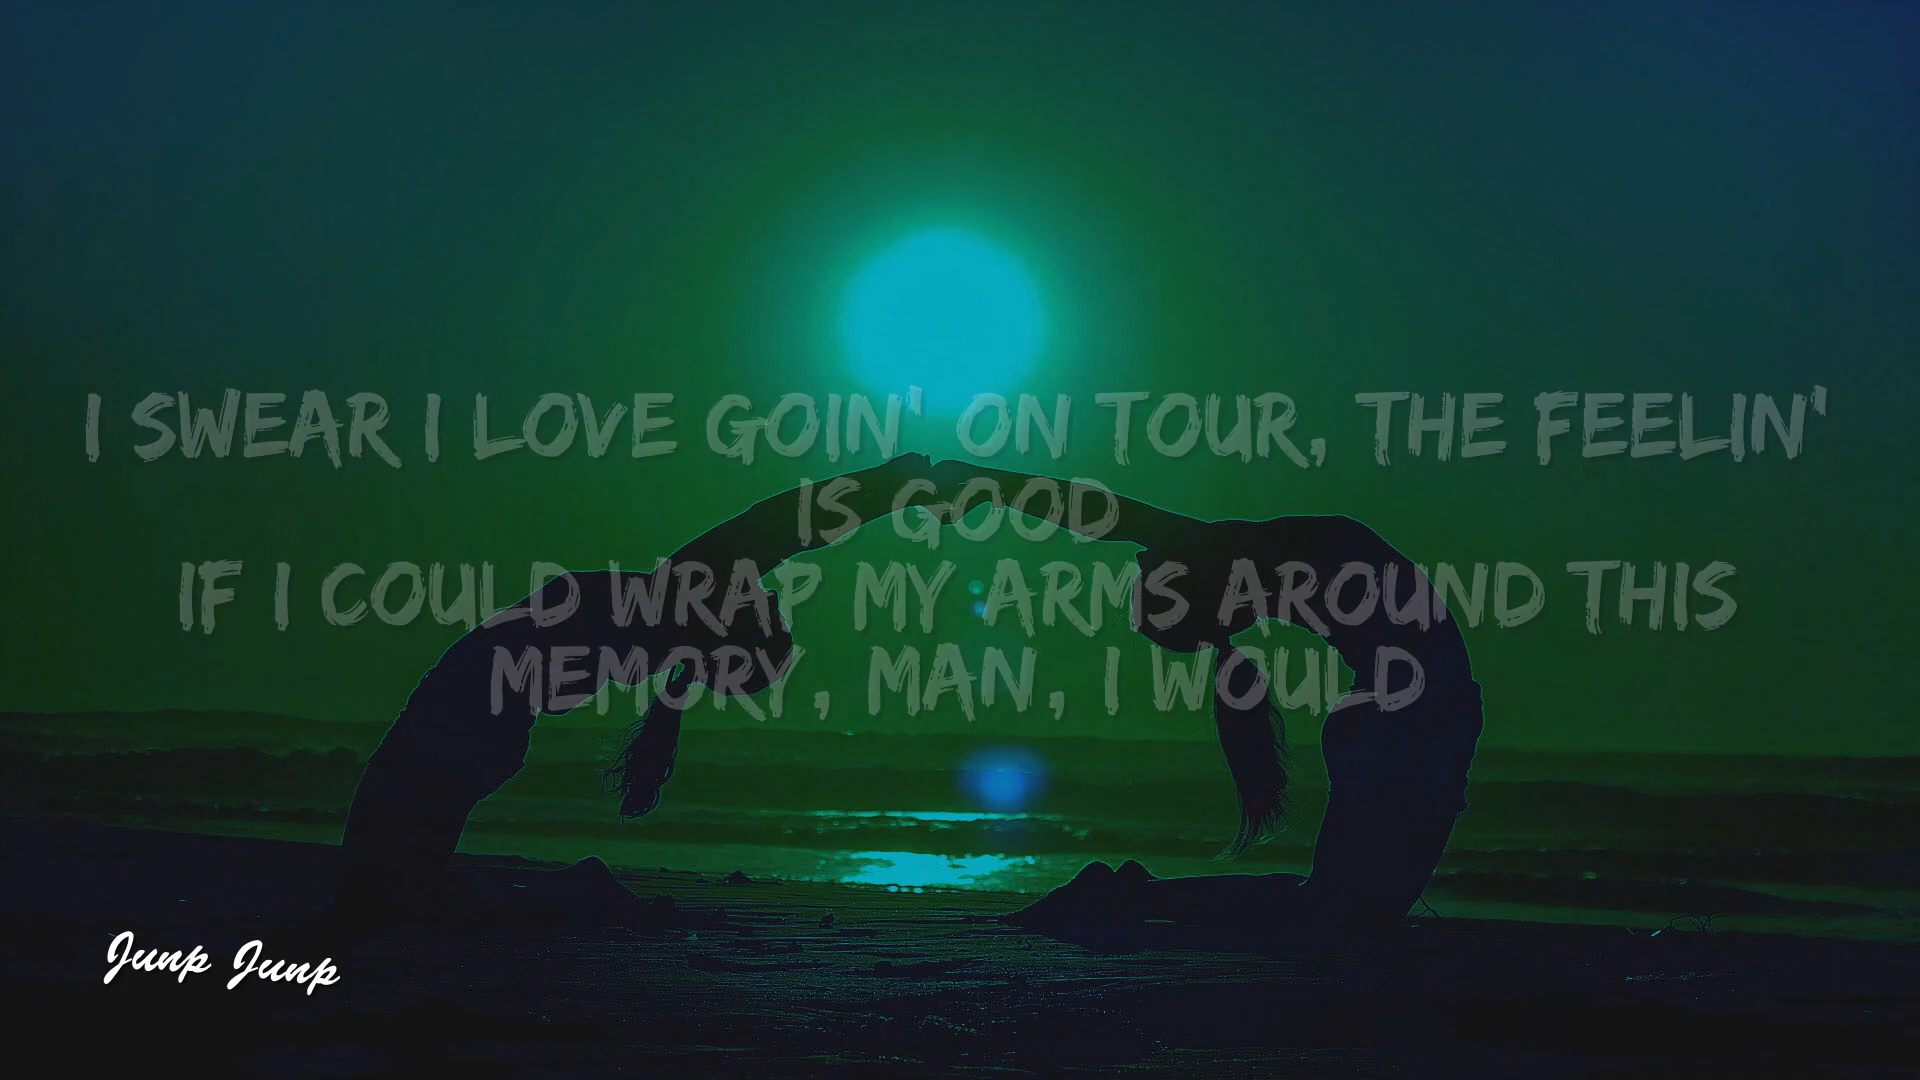 I SWEAR I LOVE GOIN' ON TOUR, THE FEELIN'
IS GOOD
IF I COULD WRAP MY ARMS AROUND THIS
MEMORY, MAN, I WOULD
Junp Junp